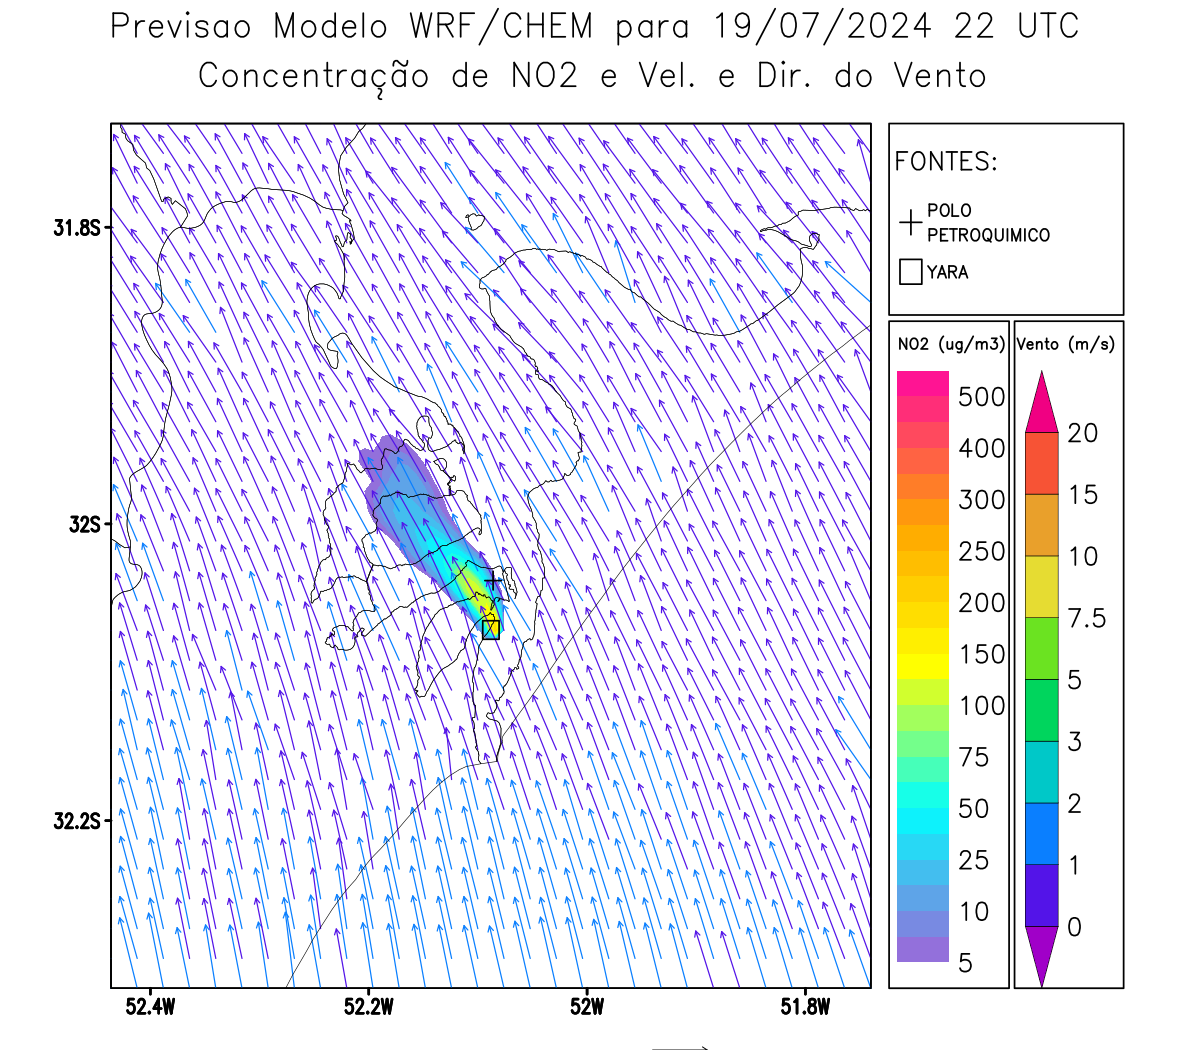 Previsao Modelo WRF/CHEM para 19/07/2024 22 UTC
Concentração de NO2 e Vel. e Dir. do Vento
FONTES:
POLO
PETROQUIMICO
YARA
NO2 (ug/m3)
500
400
300
250
200
150
100
75
50
25
10
5
Vento (m/s)
20
15
10
7.5
5
3
2
1
0
31.8S
32S
32.2S
52.4W
52.2W
52W
51.8W